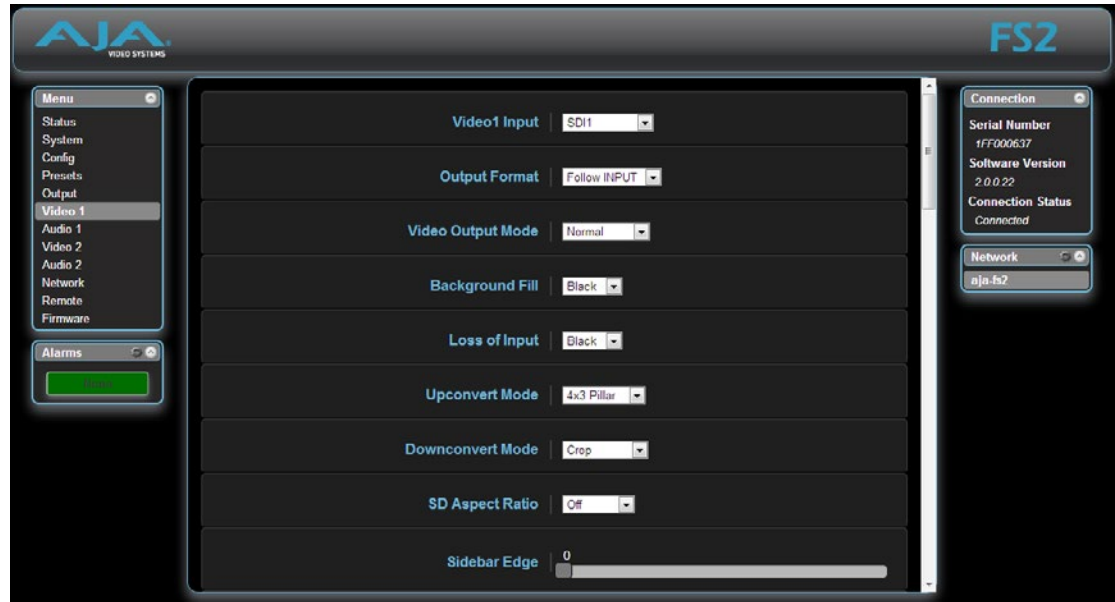 AJA
VIDEO SYSTEMS
FS2
Menu
Status
System
Config
Presets
Output
Video 1
Audio 1
Video 2
Audio 2
Network
Remote
Firmware
Alarms
None
Video1 Input SDI1
Output Format Follow INPUT
Video Output Mode Normal
Background Fill Black
Loss of Input Black
Upconvert Mode 4x3 Pillar
Downconvert Mode Crop
SD Aspect Ratio Off
Sidebar Edge 0
Connection
Serial Number
1FF000637
Software Version
2.0.0.22
Connection Status
Connected
Network
aja-fs2